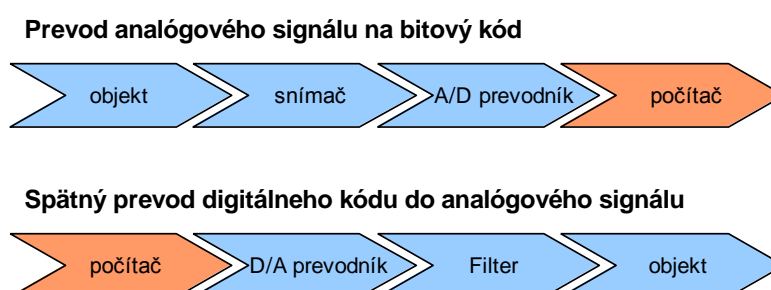 Prevod analógového signálu na bitový kód
objekt snímač A/D prevodník počítač
Spätný prevod digitálneho kódu do analógového signálu
počítač D/A prevodník Filter objekt